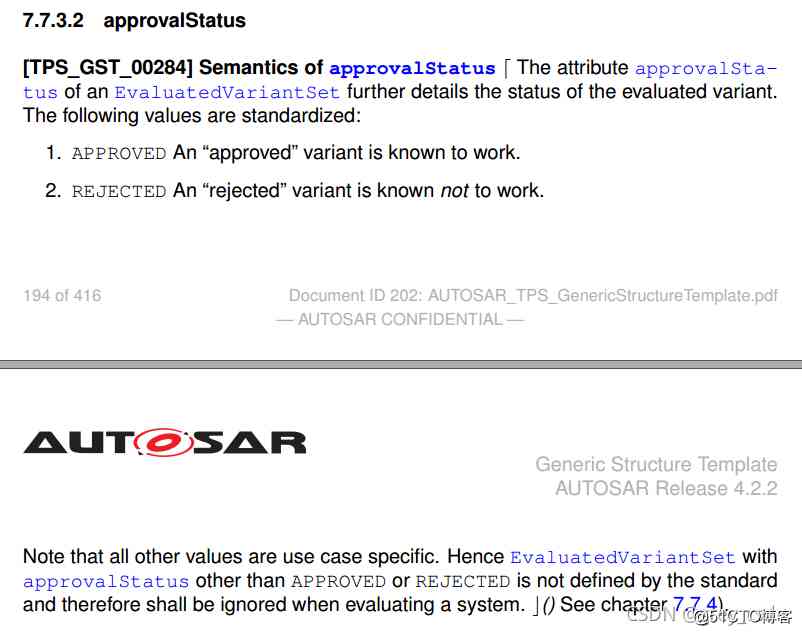 7.7.3.2 approvalStatus
[TPS_GST_00284] Semantics of approvalStatus ⌈ The attribute approvalSta-
tus of an EvaluatedVariantSet further details the status of the evaluated variant.
The following values are standardized:
1. APPROVED An “approved” variant is known to work.
2. REJECTED An “rejected” variant is known not to work.
194 of 416 Document ID 202: AUTOSAR_TPS_GenericStructureTemplate.pdf
— AUTOSAR CONFIDENTIAL —
AUTOSAR
Generic Structure Template
AUTOSAR Release 4.2.2
Note that all other values are use case specific. Hence EvaluatedVariantSet with
approvalStatus other than APPROVED or REJECTED is not defined by the standard
and therefore shall be ignored when evaluating a system. ⌋() See chapter 7.7.4).
CSDN
@51CTO博客